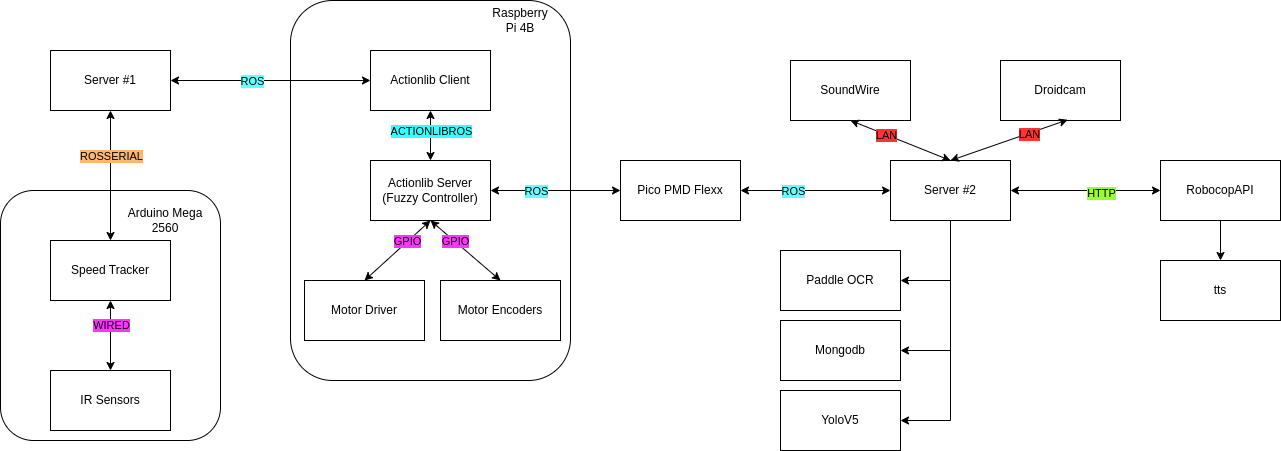 Raspberry
Pi 4B
Server #1
ROS
Actionlib Client
ACTIONLIBROS
Actionlib Server
(Fuzzy Controller)
GPIO
GPIO
Motor Driver
Motor Encoders
ROSSERIAL
Arduino Mega
2560
Speed Tracker
WIRED
IR Sensors
ROS
Pico PMD Flexx
ROS
SoundWire
Droidcam
LAN
LAN
Server #2
HTTP
RobocopAPI
tts
Paddle OCR
Mongodb
YoloV5